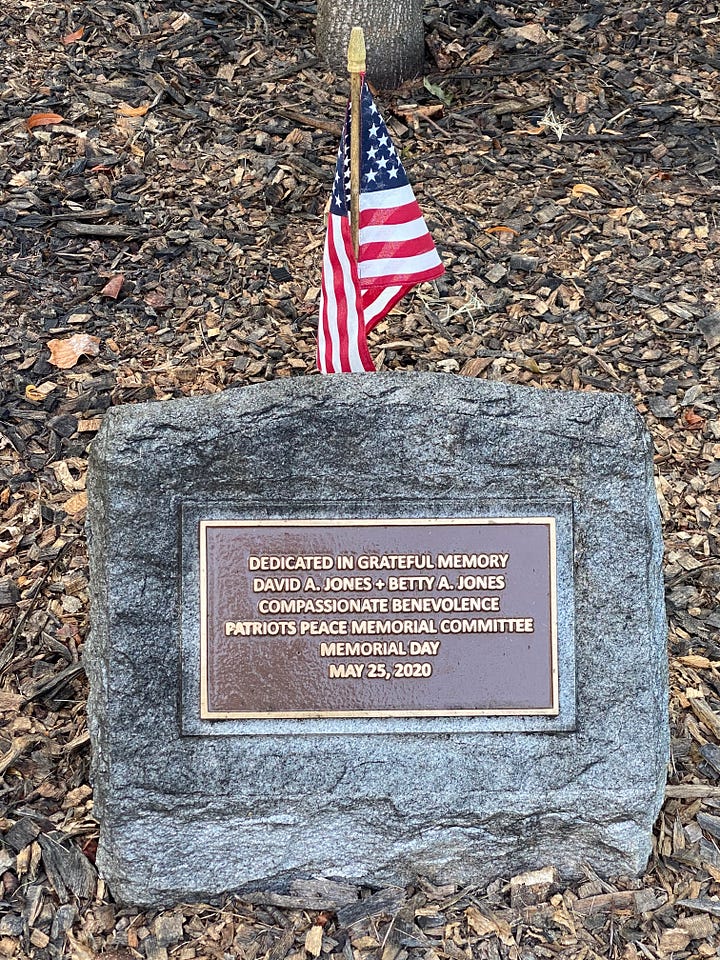 DEDICATED IN GRATEFUL MEMORY
DAVID A. JONES + BETTY A. JONES
COMPASSIONATE BENEVOLENCE
PATRIOTS PEACE MEMORIAL COMMITTEE
MEMORIAL DAY
MAY 25, 2020